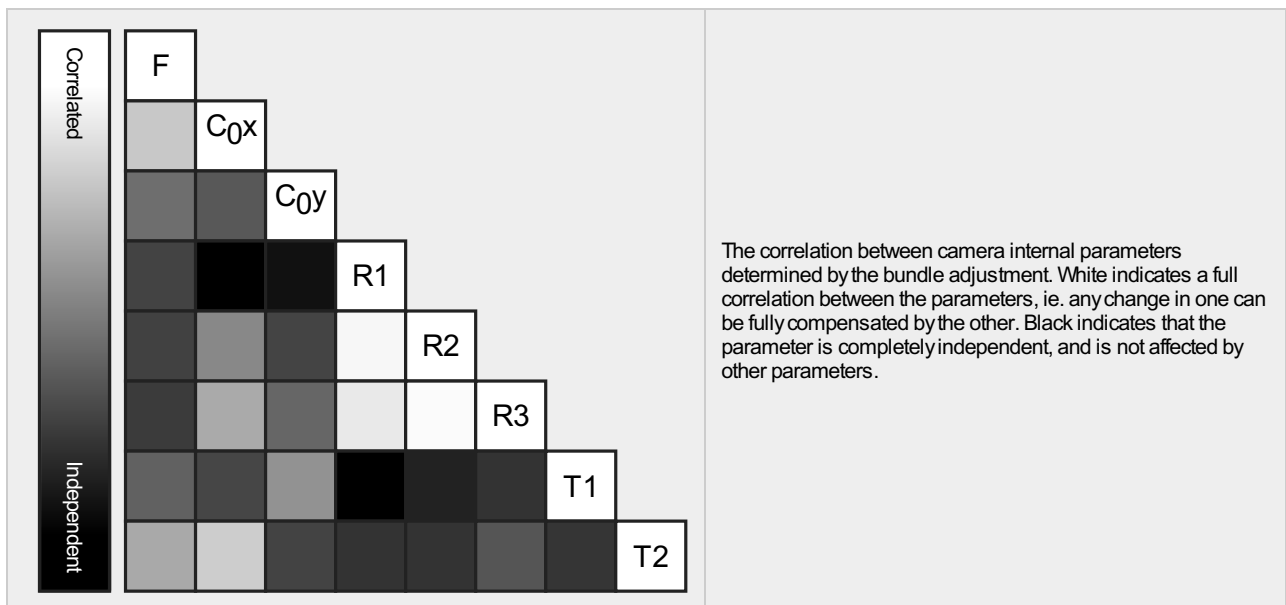 Correlated
Independent
F
C0x
C0y
R1
R2
R3
T1
T2
The correlation between camera internal parameters
determined by the bundle adjustment. White indicates a full
correlation between the parameters, ie. any change in one can
be fully compensated by the other. Black indicates that the
parameter is completely independent, and is not affected by
other parameters.